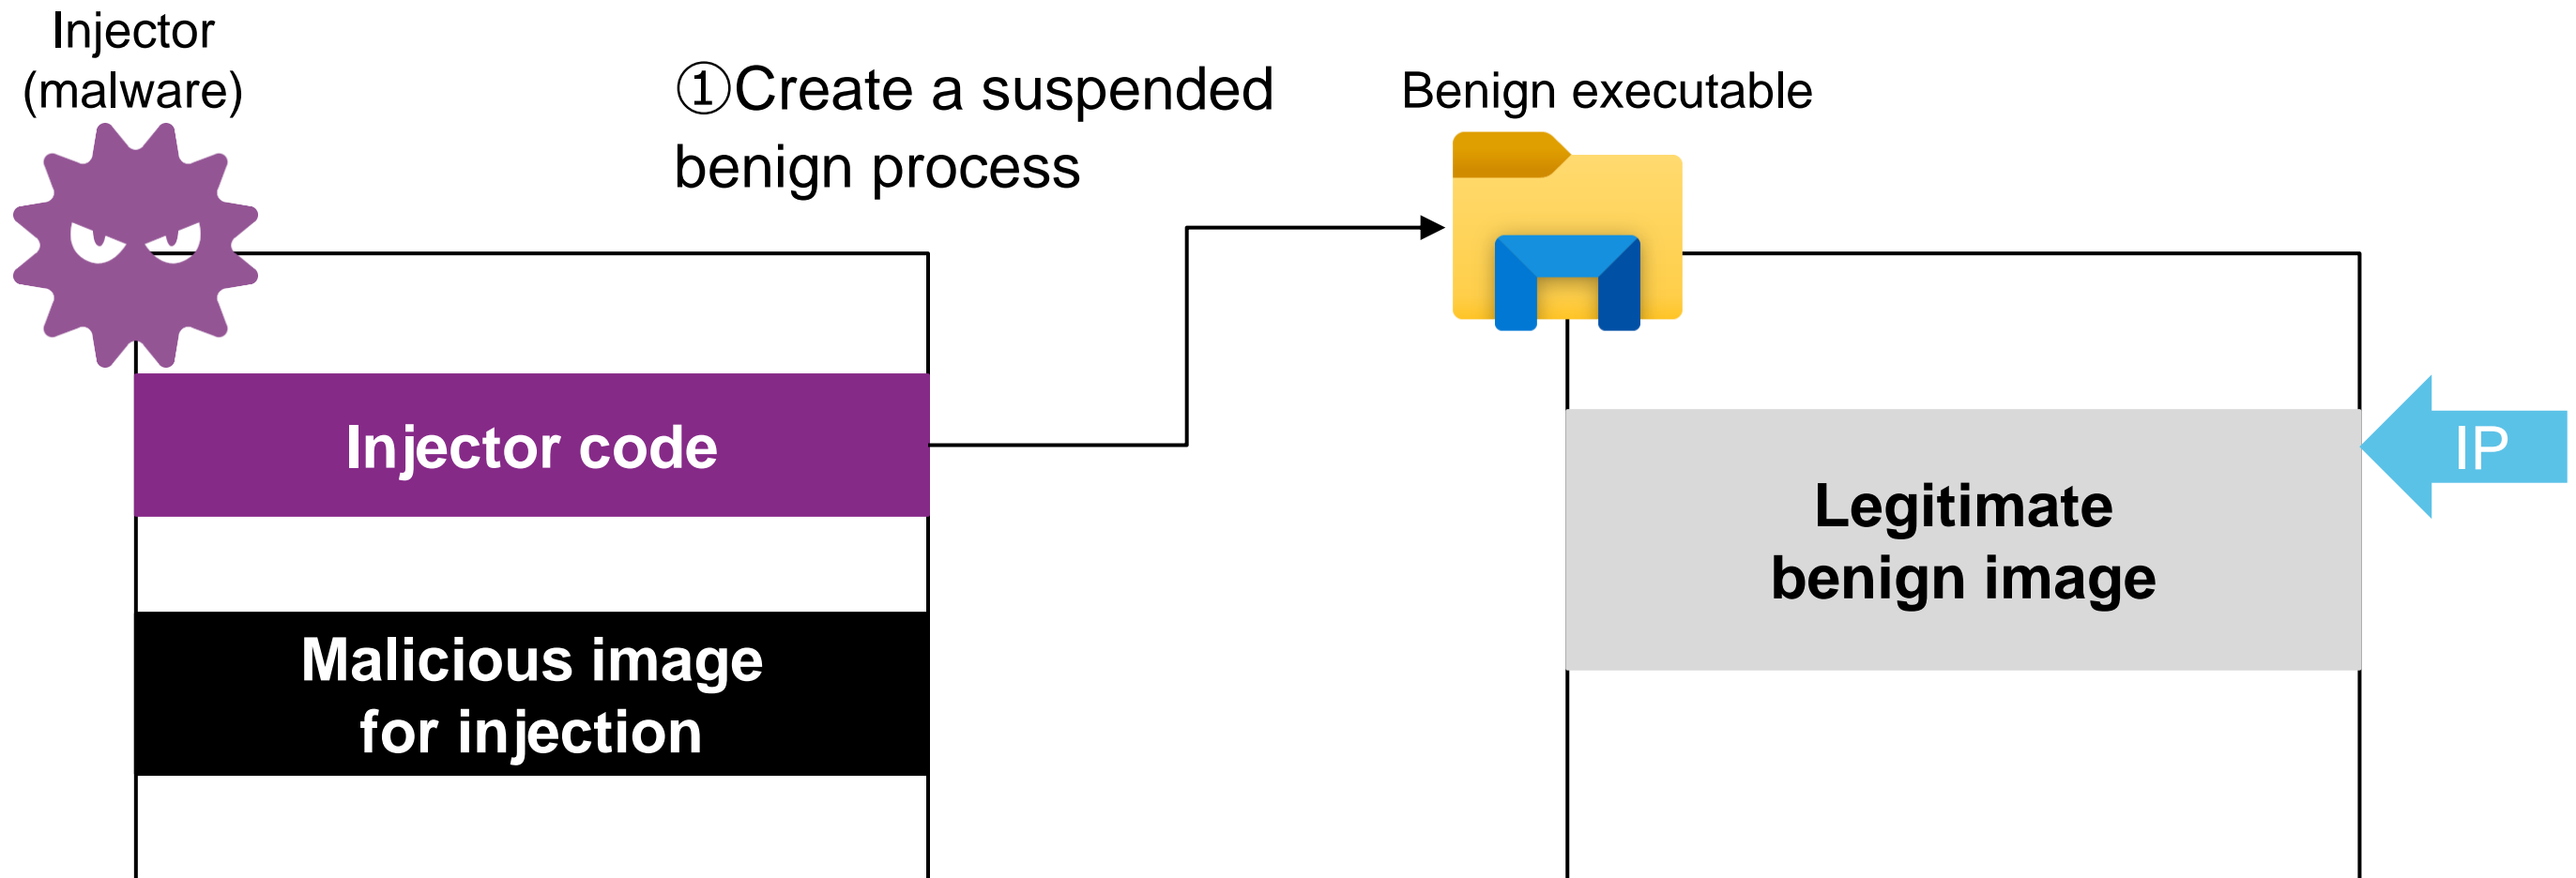 Injector
(malware)
①Create a suspended
benign process
Benign executable
Injector code
Malicious image
for injection
Legitimate
benign image
IP